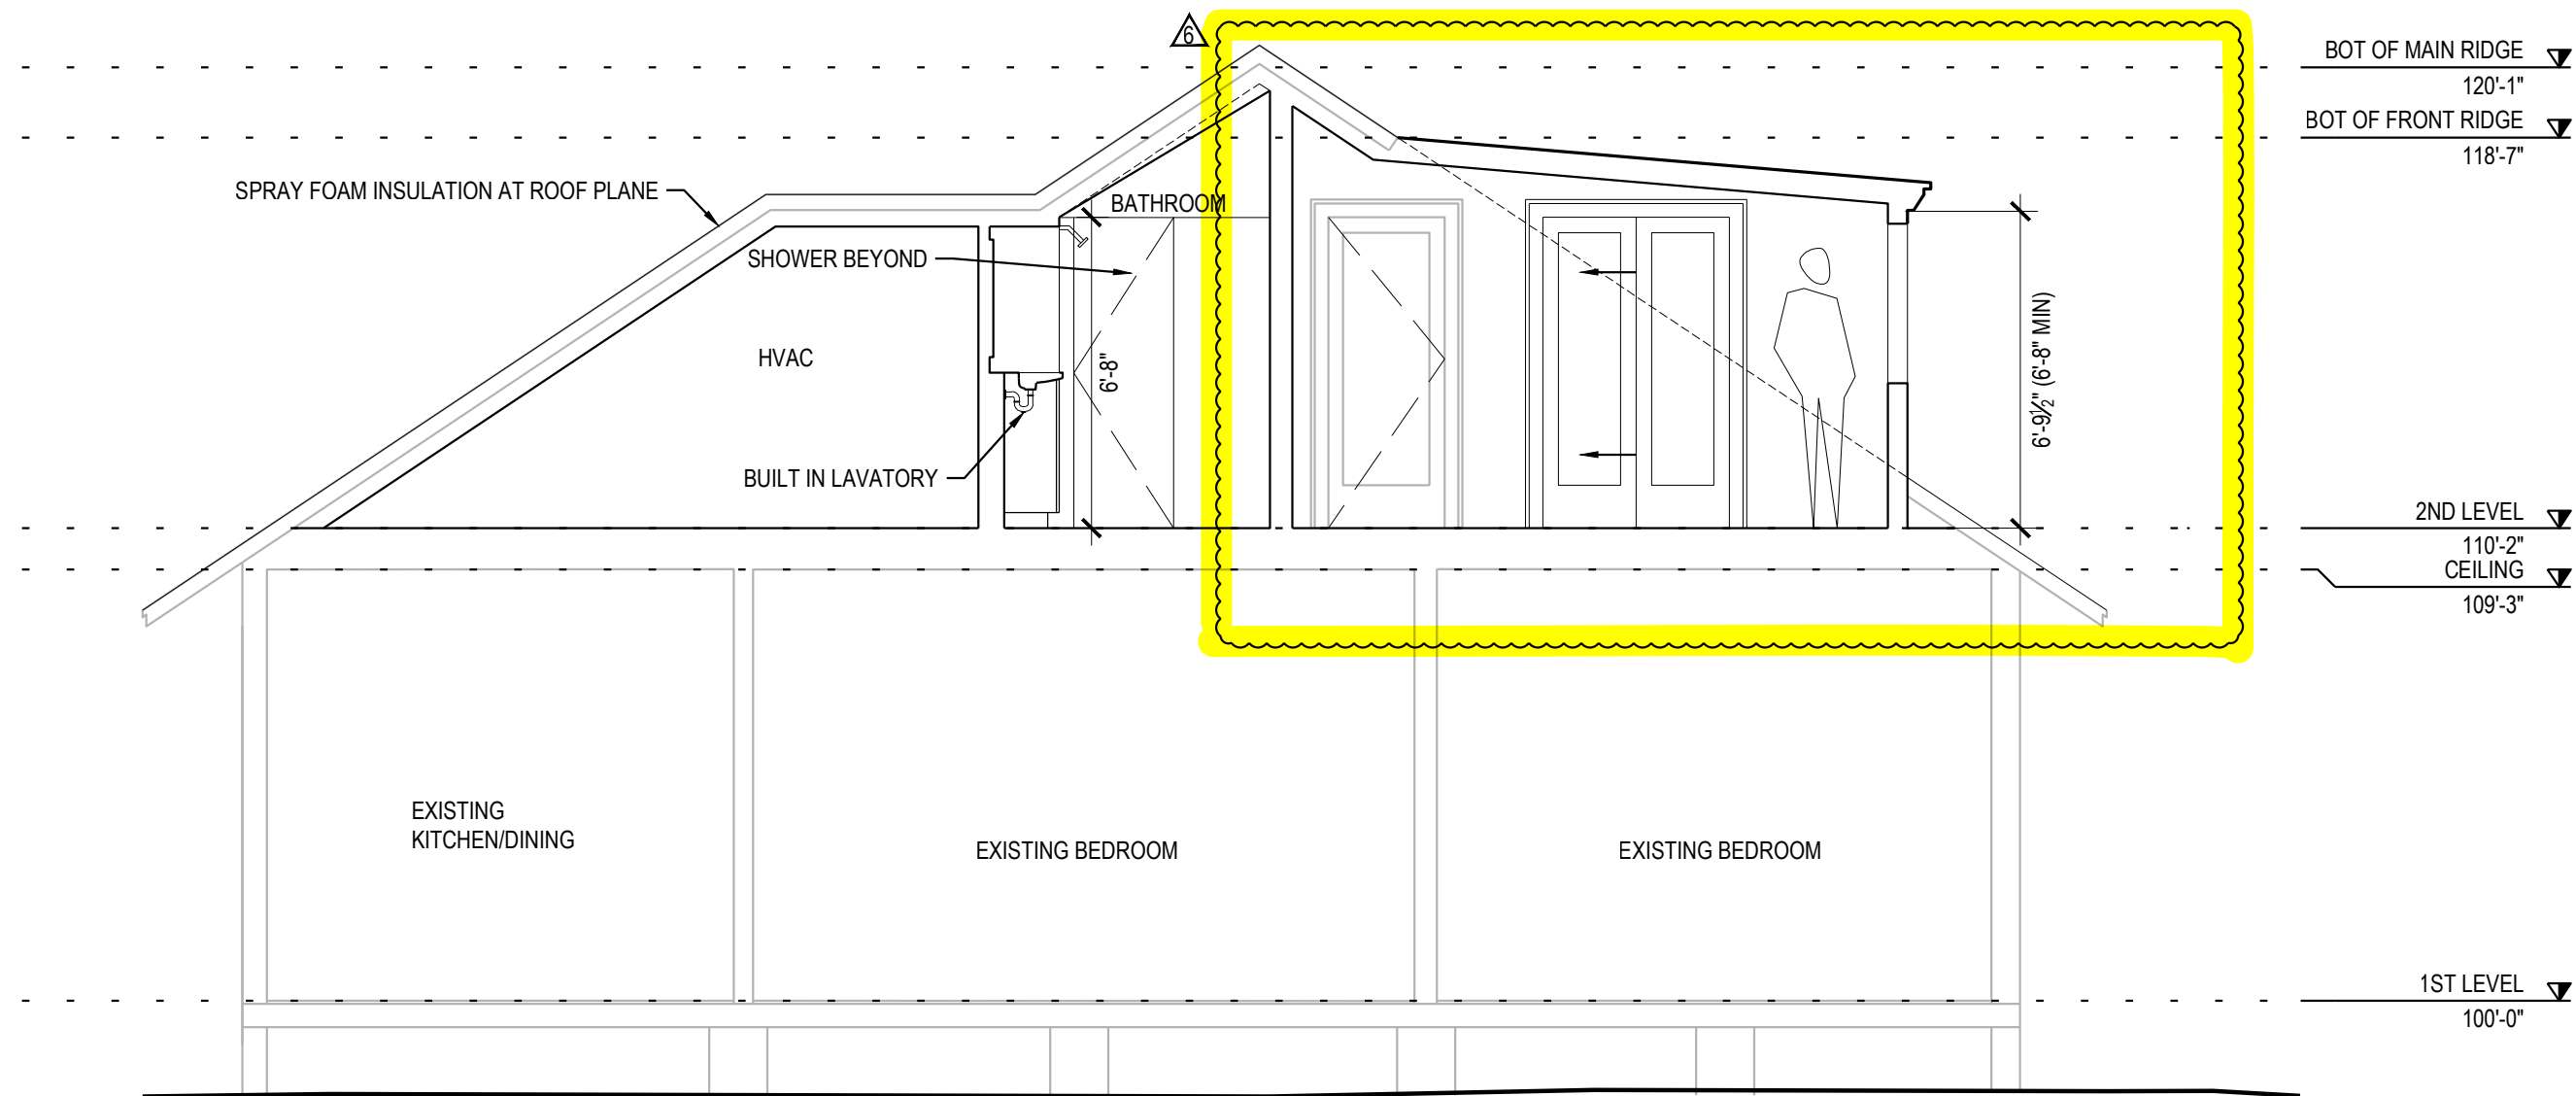 6
BOT OF MAIN RIDGE
120'-1"
BOT OF FRONT RIDGE
118'-7"
SPRAY FOAM INSULATION AT ROOF PLANE
BATHROOM
SHOWER BEYOND
HVAC
6'-8"
6'-9½" (6'-8" MIN)
BUILT IN LAVATORY
2ND LEVEL
110'-2"
CEILING
109'-3"
EXISTING
KITCHEN/DINING
EXISTING BEDROOM
EXISTING BEDROOM
1ST LEVEL
100'-0"